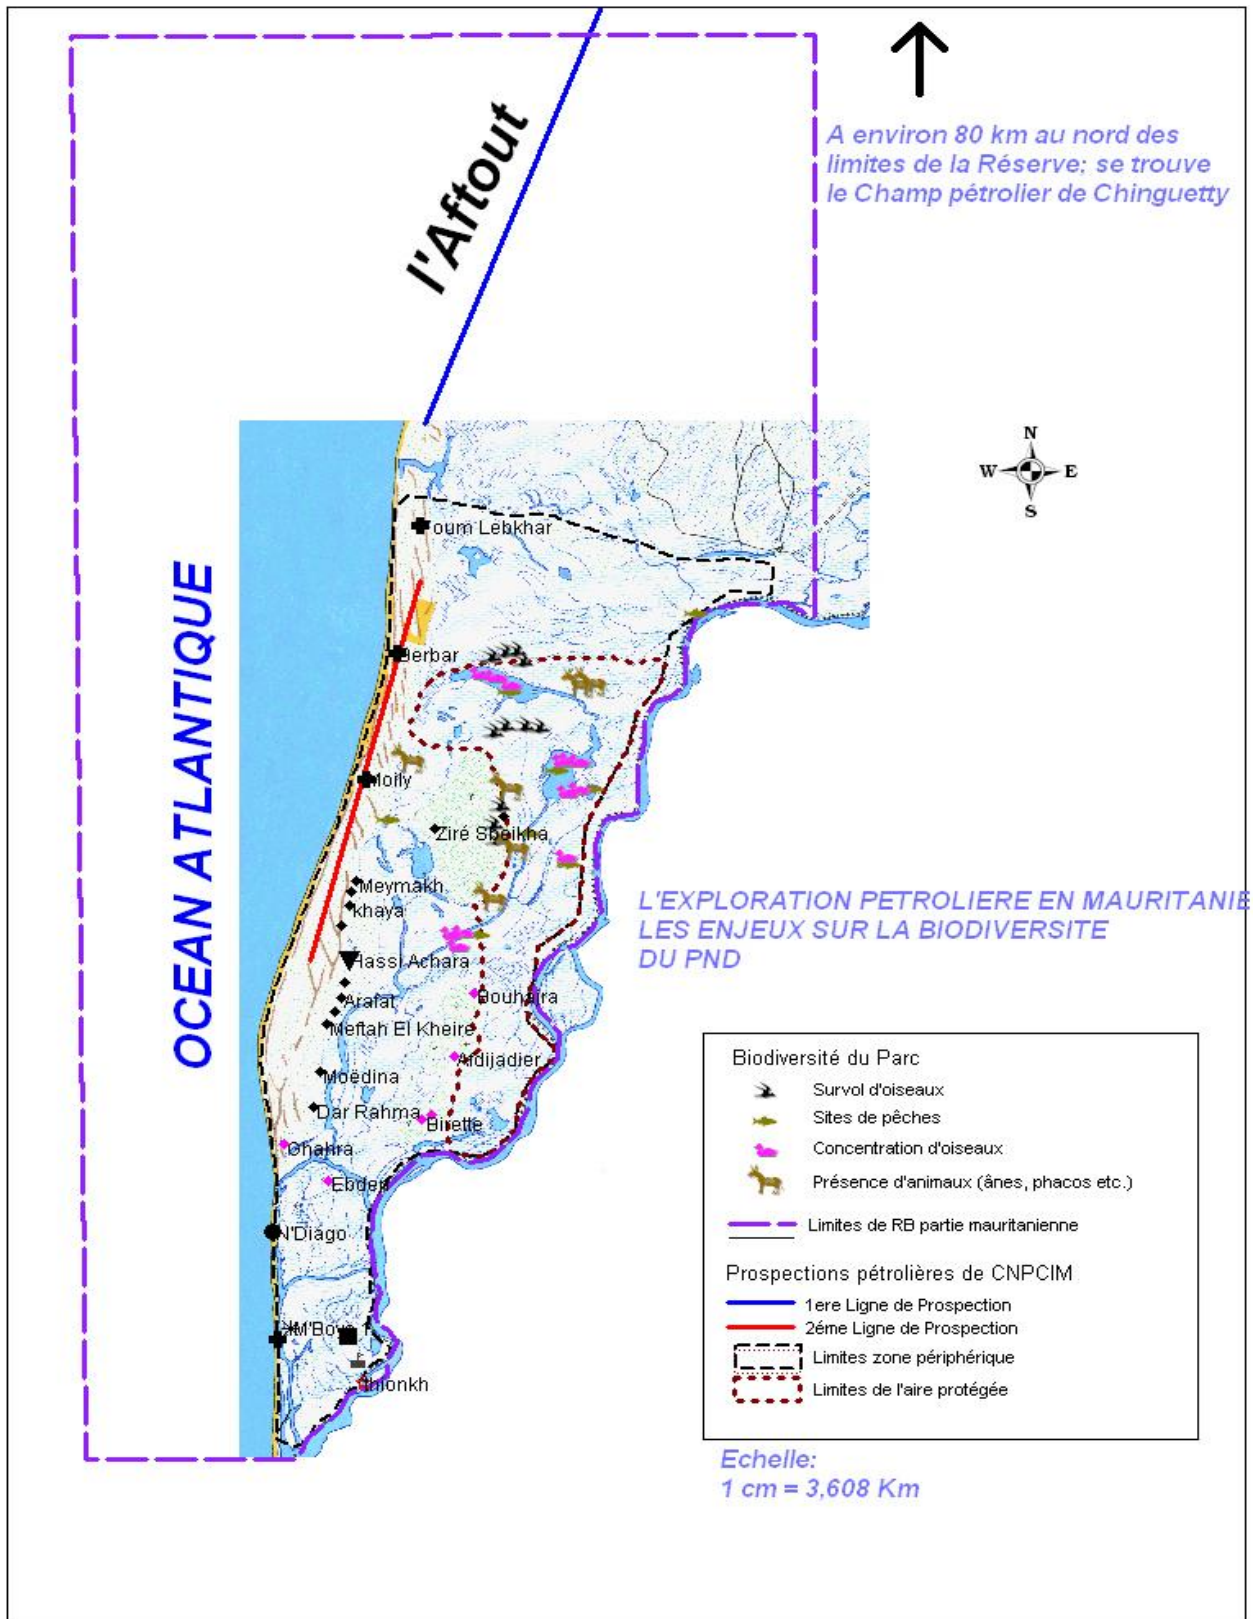 l'Aftout
A environ 80 km au nord des
limites de la Réserve; se trouve
le Champ pétrolier de Chinguetty
N
W
E
S
oum Lebkhar
OCEAN ATLANTIQUE
Berbar
Moily
Ziré Sbeikha
Meymakh
khaya
Hassi Achara
Bouhajra
Arafat
Meftah El Kheire
Aidijadier
Moëdina
Dar Rahma
Birette
Ghahra
Ebden
N'Diago
M'Boyo 1
thionkh
L'EXPLORATION PETROLIERE EN MAURITANIE
LES ENJEUX SUR LA BIODIVERSITE
DU PND
Biodiversité du Parc
Survol d'oiseaux
Sites de pêches
Concentration d'oiseaux
Présence d'animaux (ânes, phacos etc.)
Limites de RB partie mauritanienne
Prospections pétrolières de CNPCIM
1ere Ligne de Prospection
2éme Ligne de Prospection
Limites zone périphérique
Limites de l'aire protégée
Echelle:
1 cm = 3,608 Km